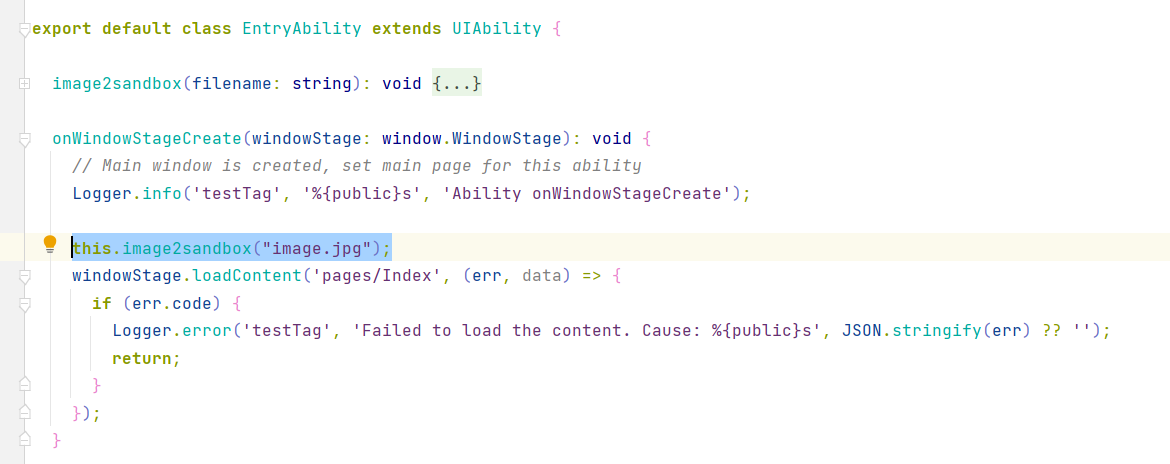 export default class EntryAbility extends UIAbility {
image2sandbox(filename: string): void {...}
onWindowStageCreate(windowStage: window.WindowStage): void {
// Main window is created, set main page for this ability
Logger.info('testTag', '%{public}s', 'Ability onWindowStageCreate');
this.image2sandbox("image.jpg");
windowStage.loadContent('pages/Index', (err, data) => {
if (err.code) {
Logger.error('testTag', 'Failed to load the content. Cause: %{public}s', JSON.stringify(err) ?? '');
return;
}
});
}